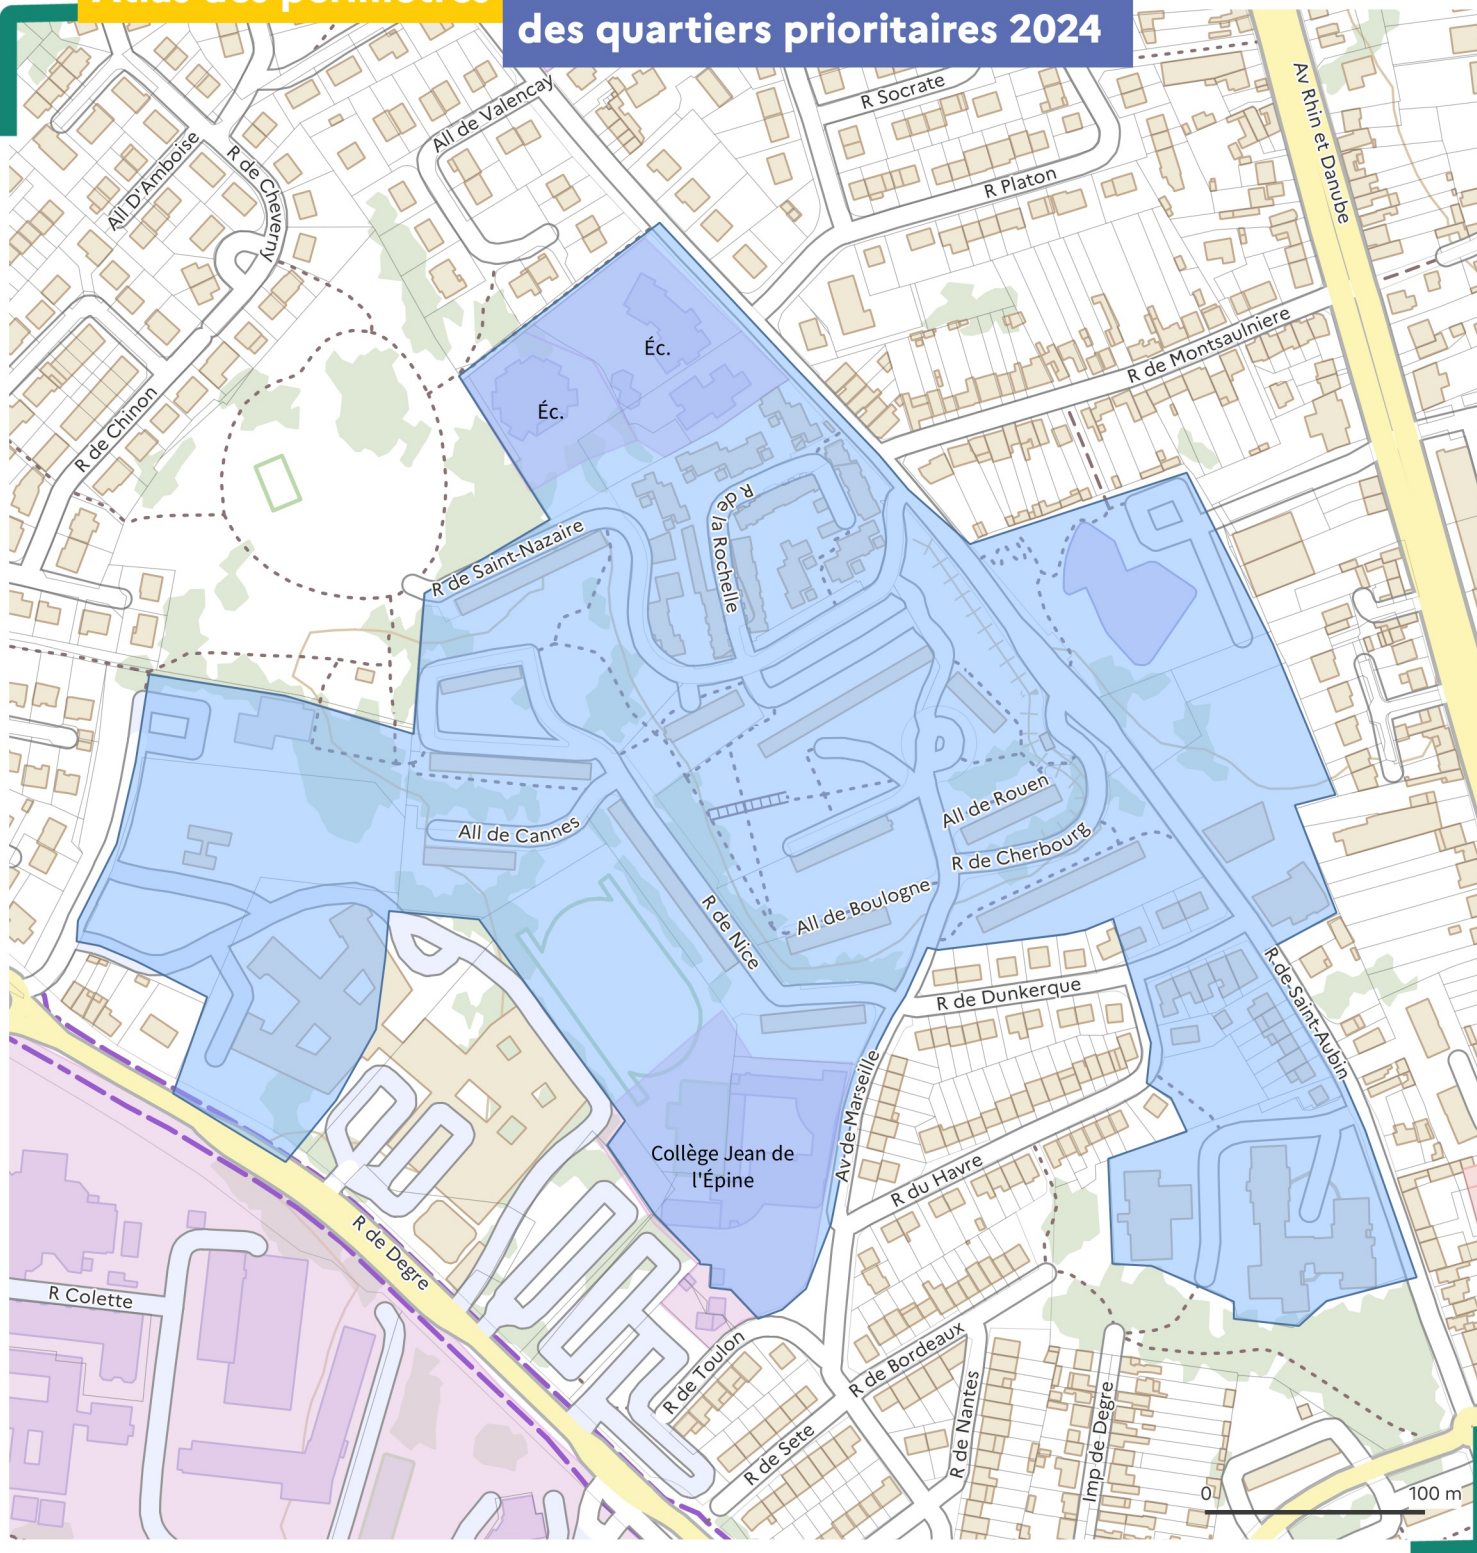 Atlas des périmètres
des quartiers prioritaires 2024
Av Rhin et Danube
All de Valencay
R Socrate
R Platon
All D'Amboise
R de Cheverny
R de Montsaulniere
Éc.
Éc.
R de Chinon
R de la Rochelle
R de Saint-Nazaire
All de Rouen
All de Cannes
R de Cherbourg
All de Boulogne
R de Nice
R de Saint-Aubin
R de Dunkerque
Av de Marseille
Collège Jean de
l'Épine
R du Havre
R de Degre
R Colette
R de Toulon
R de Bordeaux
R de Nantes
Imp de Degre
R de Sete
0
100 m